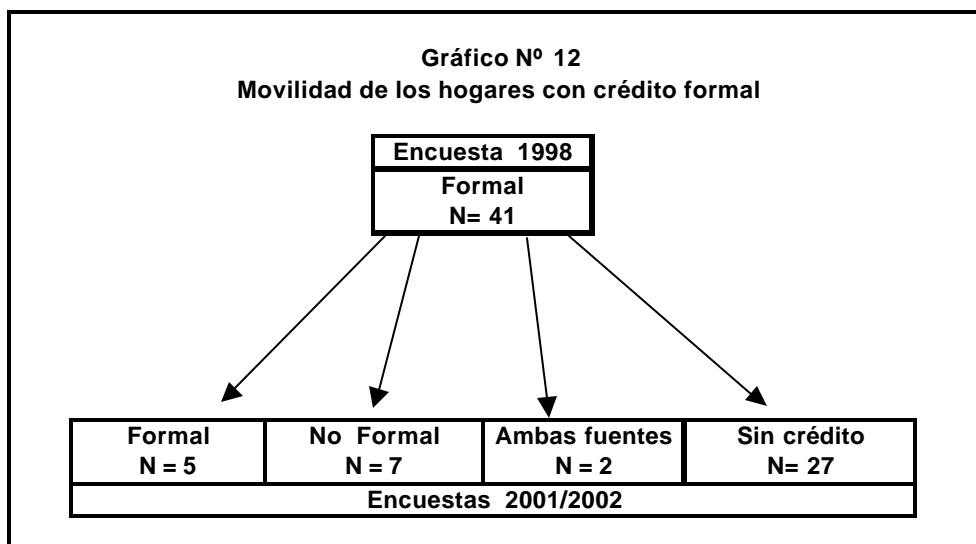 Gráfico Nº 12
Movilidad de los hogares con crédito formal
Encuesta 1998
Formal
N= 41
Formal
N = 5
No Formal
N = 7
Ambas fuentes
N = 2
Sin crédito
N= 27
Encuestas 2001/2002